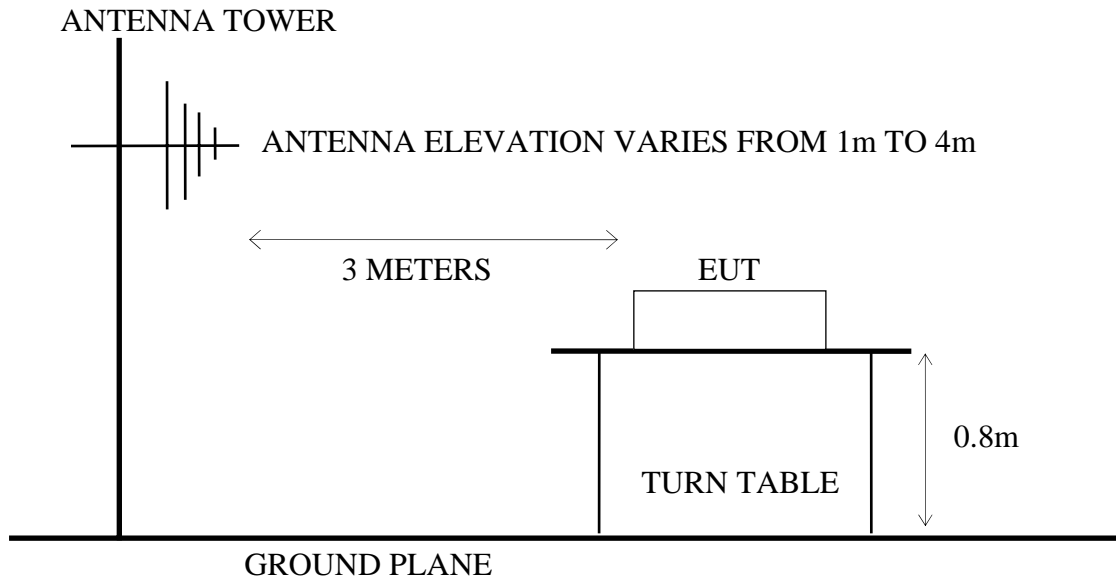 ANTENNA TOWER
ANTENNA ELEVATION VARIES FROM 1m TO 4m
3 METERS
EUT
0.8m
TURN TABLE
GROUND PLANE